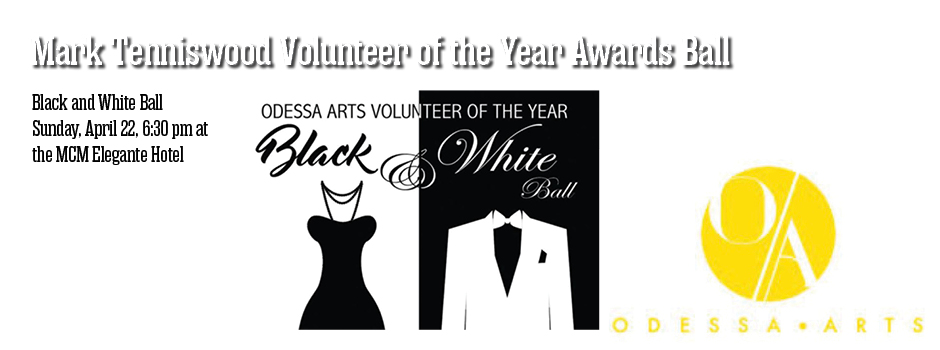 Mark Tenniswood Volunteer of the Year Awards Ball
Black and White Ball
Sunday, April 22, 6:30 pm at
the MCM Elegante Hotel
ODESSA ARTS VOLUNTEER OF THE YEAR
Black & White
Ball
O/A
ODESSA•ARTS